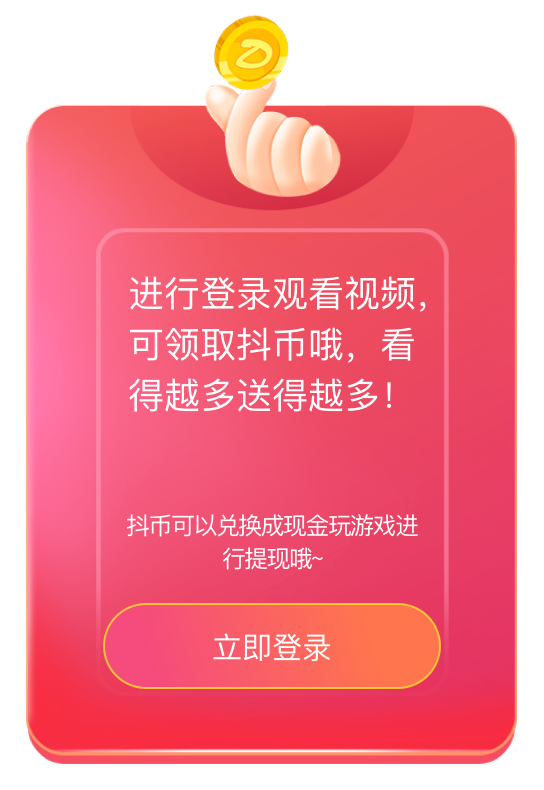 进行登录观看视频，
可领取抖币哦，看
得越多送得越多！
抖币可以兑换成现金玩游戏进
行提现哦~
立即登录